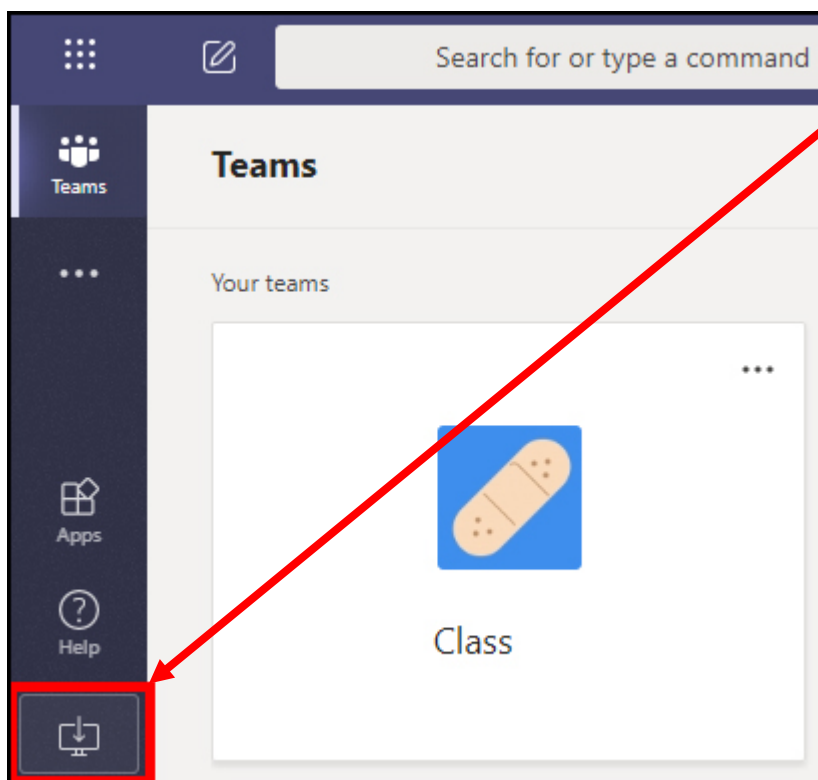 Search for or type a command
Teams
Teams
Your teams
Apps
Help
Class